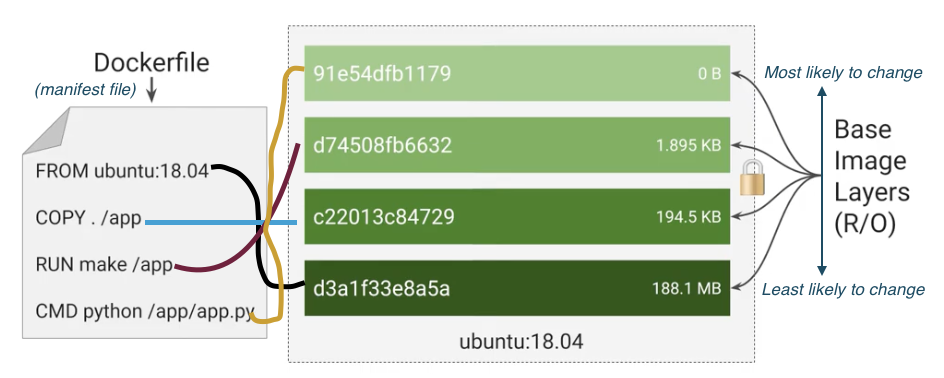 Dockerfile
(manifest file)
FROM ubuntu:18.04
COPY . /app
RUN make /app
CMD python /app/app.py
91e54dfb1179 0 B
d74508fb6632 1.895 KB
c22013c84729 194.5 KB
d3a1f33e8a5a 188.1 MB
ubuntu:18.04
Most likely to change
Base
Image
Layers
(R/O)
Least likely to change